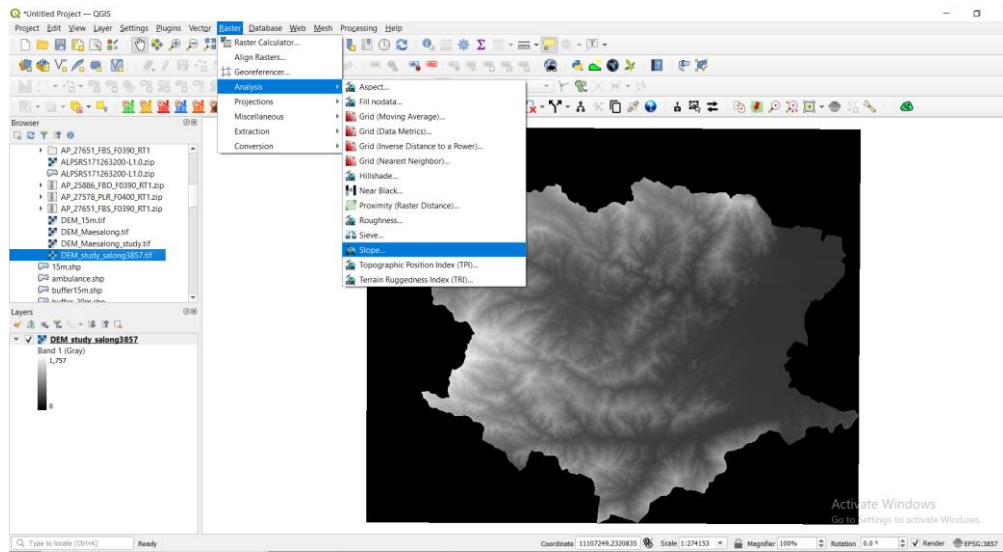 *Untitled Project — QGIS
Project Edit View Layer Settings Plugins Vector Raster Database Web Mesh Processing Help
Raster Calculator...
Align Rasters...
Georeferencer...
Analysis
Projections
Miscellaneous
Extraction
Conversion
Aspect...
Fill nodata...
Grid (Moving Average)...
Grid (Data Metrics)...
Grid (Inverse Distance to a Power)...
Grid (Nearest Neighbor)...
Hillshade...
Near Black...
Proximity (Raster Distance)...
Roughness...
Sieve...
Slope...
Topographic Position Index (TPI)...
Terrain Ruggedness Index (TRI)...
Browser
AP_27651_FBS_F0390_RT1
ALPSRS171263200-L1.0.zip
ALPSRS171263200-L1.0.zip
AP_25886_FBD_F0390_RT1.zip
AP_27578_PLR_F0400_RT1.zip
AP_27651_FBS_F0390_RT1.zip
DEM_15m.tif
DEM_Maesalong.tif
DEM_Maesalong_study.tif
DEM_study_salong3857.tif
15m.shp
ambulance.shp
buffer15m.shp
buffer 20m.shp
Layers
DEM_study_salong3857
Band 1 (Gray)
1,757
0
Activate Windows
Go to Settings to activate Windows.
Type to locate (Ctrl+K) Ready Coordinate 11107249,2320835 Scale 1:274153 Magnifier 100% Rotation 0.0 ° Render EPSG:3857